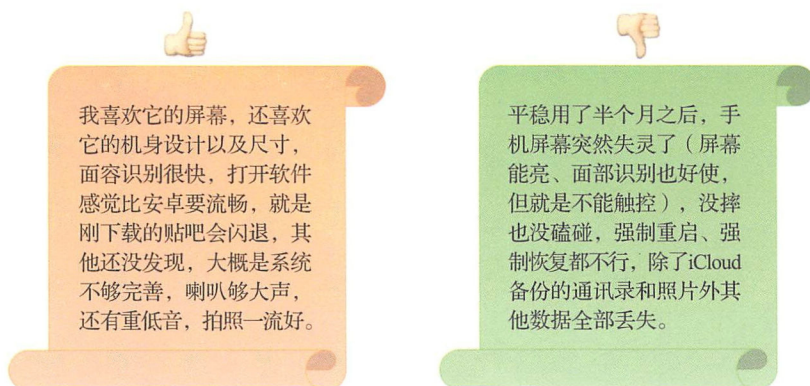 我喜欢它的屏幕，还喜欢
它的机身设计以及尺寸，
面容识别很快，打开软件
感觉比安卓要流畅，就是
刚下载的贴吧会闪退，其
他还没发现，大概是系统
不够完善，喇叭够大声，
还有重低音，拍照一流好。
平稳用了半个月之后，手
机屏幕突然失灵了（屏幕
能亮、面部识别也好使，
但就是不能触控），没摔
也没磕碰，强制重启、强
制恢复都不行，除了iCloud
备份的通讯录和照片外其
他数据全部丢失。